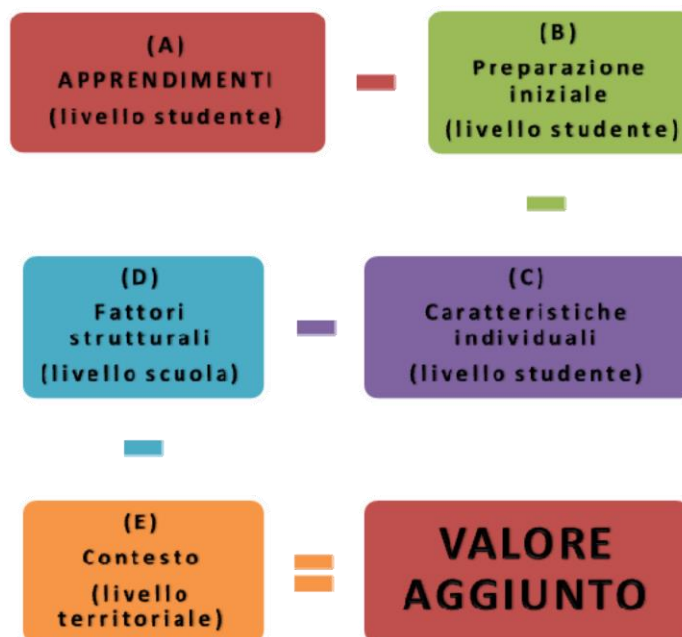 (A)
APPRENDIMENTI
(livello studente)
(B)
Preparazione
iniziale
(livello studente)
(D)
Fattori
strutturali
(livello scuola)
(C)
Caratteristiche
individuali
(livello studente)
(E)
Contesto
(livello
territoriale)
VALORE
AGGIUNTO